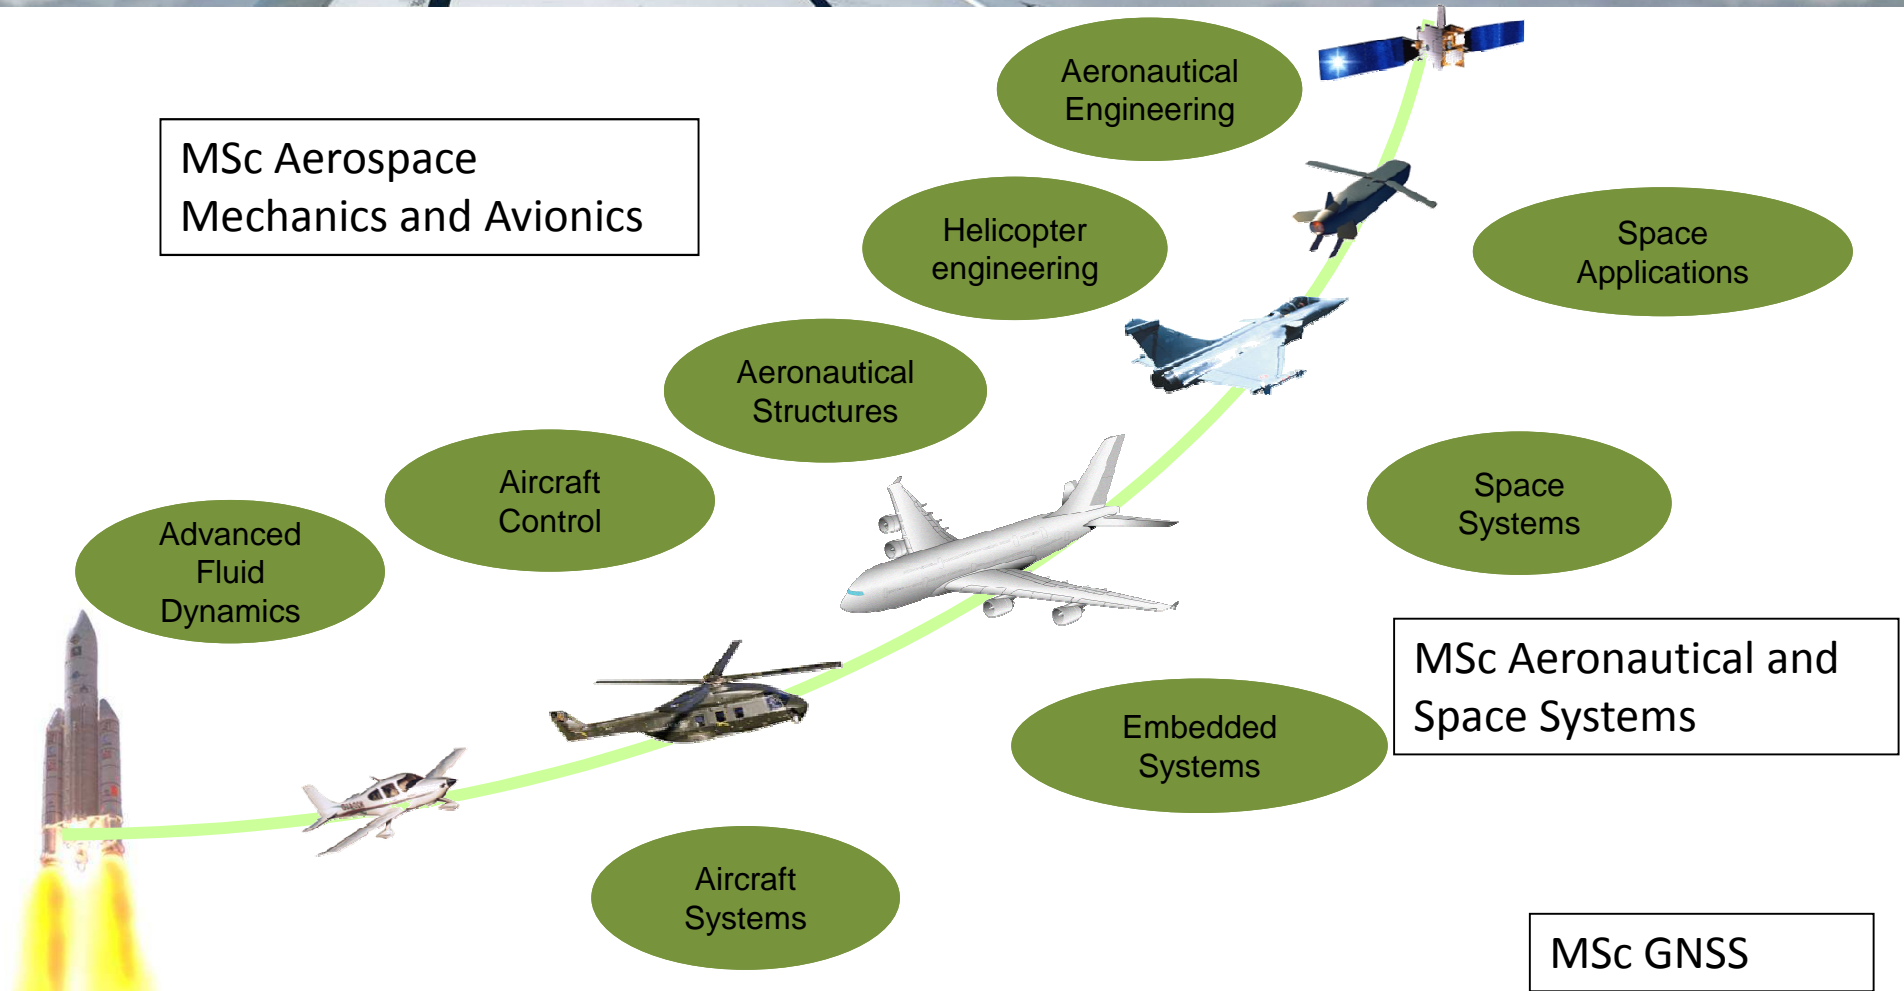 Aeronautical
Engineering
MSc Aerospace
Mechanics and Avionics
Helicopter
engineering
Space
Applications
Aeronautical
Structures
Aircraft
Control
Space
Systems
Advanced
Fluid
Dynamics
MSc Aeronautical and
Space Systems
Embedded
Systems
Aircraft
Systems
MSc GNSS